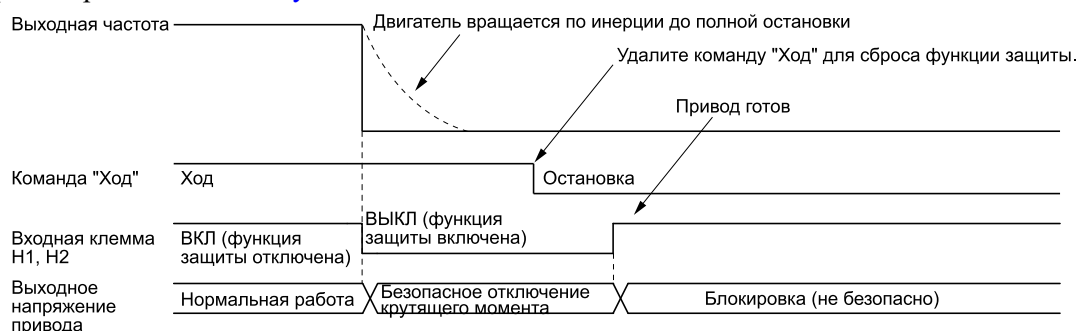 Выходная частота
Двигатель вращается по инерции до полной остановки
Удалите команду "Ход" для сброса функции защиты.
Привод готов
Команда "Ход"
Ход
Остановка
Входная клемма
H1, H2
ВКЛ (функция
защиты отключена)
ВЫКЛ (функция
защиты включена)
Выходное
напряжение
привода
Нормальная работа
Безопасное отключение
крутящего момента
Блокировка (не безопасно)